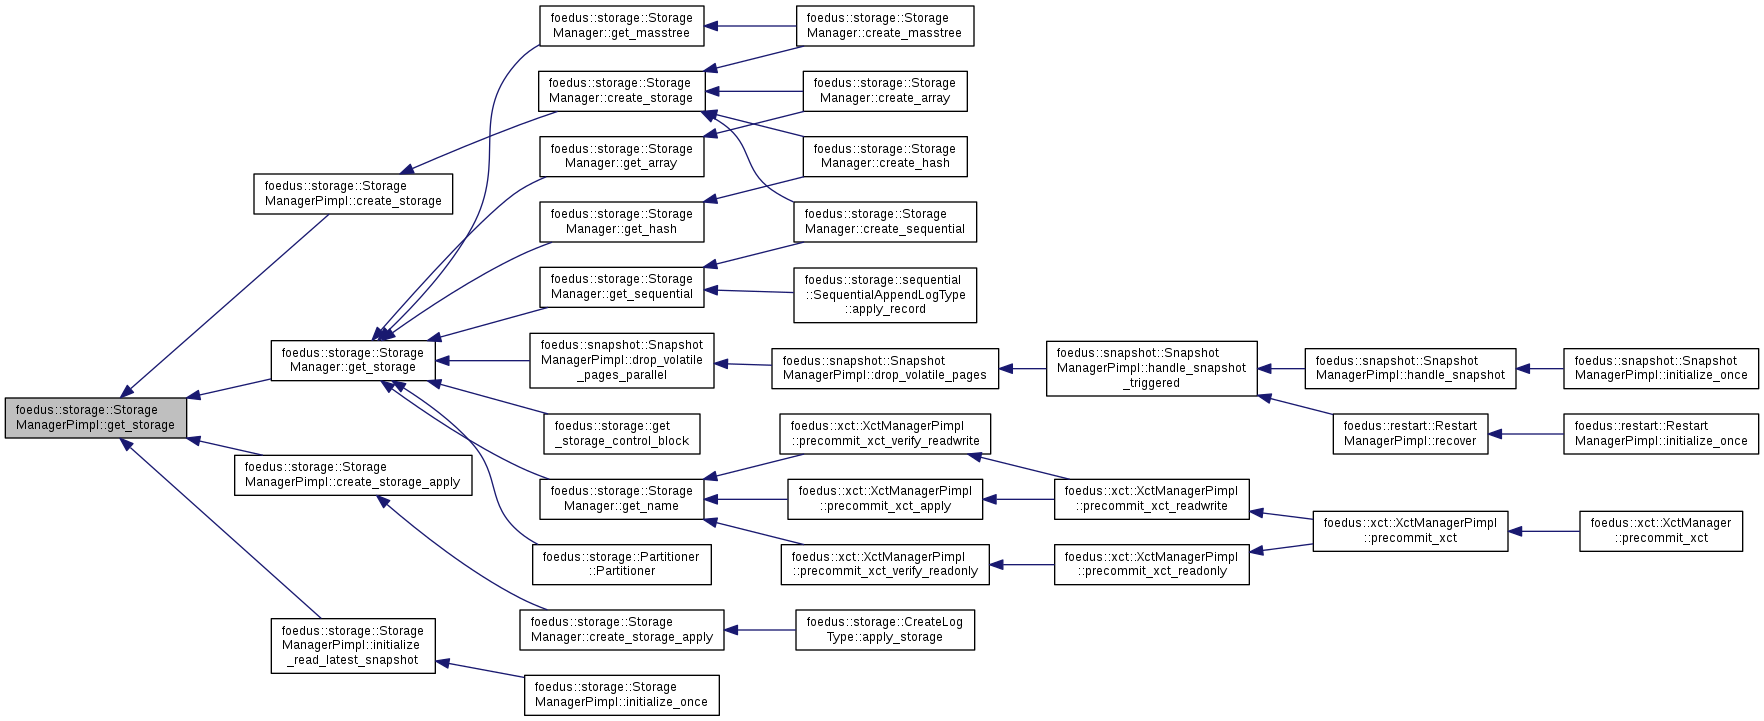 foedus::storage::Storage
ManagerPimpl::get_storage
foedus::storage::Storage
ManagerPimpl::create_storage
foedus::storage::Storage
Manager::get_storage
foedus::storage::Storage
ManagerPimpl::create_storage_apply
foedus::storage::Storage
ManagerPimpl::initialize
_read_latest_snapshot
foedus::storage::Storage
Manager::get_masstree
foedus::storage::Storage
Manager::create_storage
foedus::storage::Storage
Manager::get_array
foedus::storage::Storage
Manager::get_hash
foedus::storage::Storage
Manager::get_sequential
foedus::snapshot::Snapshot
ManagerPimpl::drop_volatile
_pages_parallel
foedus::storage::get
_storage_control_block
foedus::storage::Storage
Manager::get_name
foedus::storage::Partitioner
::Partitioner
foedus::storage::Storage
Manager::create_storage_apply
foedus::storage::Storage
ManagerPimpl::initialize_once
foedus::storage::Storage
Manager::create_masstree
foedus::storage::Storage
Manager::create_array
foedus::storage::Storage
Manager::create_hash
foedus::storage::Storage
Manager::create_sequential
foedus::storage::sequential
::SequentialAppendLogType
::apply_record
foedus::snapshot::Snapshot
ManagerPimpl::drop_volatile_pages
foedus::xct::XctManagerPimpl
::precommit_xct_verify_readwrite
foedus::xct::XctManagerPimpl
::precommit_xct_apply
foedus::xct::XctManagerPimpl
::precommit_xct_verify_readonly
foedus::storage::CreateLog
Type::apply_storage
foedus::snapshot::Snapshot
ManagerPimpl::handle_snapshot
_triggered
foedus::xct::XctManagerPimpl
::precommit_xct_readwrite
foedus::xct::XctManagerPimpl
::precommit_xct_readonly
foedus::snapshot::Snapshot
ManagerPimpl::handle_snapshot
foedus::restart::Restart
ManagerPimpl::recover
foedus::xct::XctManagerPimpl
::precommit_xct
foedus::snapshot::Snapshot
ManagerPimpl::initialize_once
foedus::restart::Restart
ManagerPimpl::initialize_once
foedus::xct::XctManager
::precommit_xct